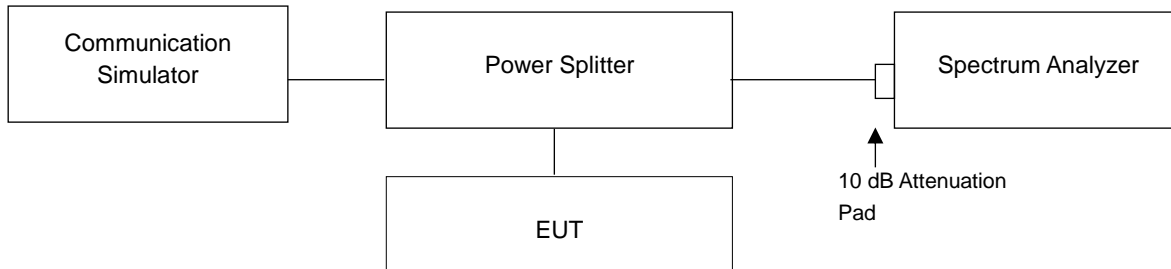 Communication
Simulator
Power Splitter
Spectrum Analyzer
10 dB Attenuation
Pad
EUT